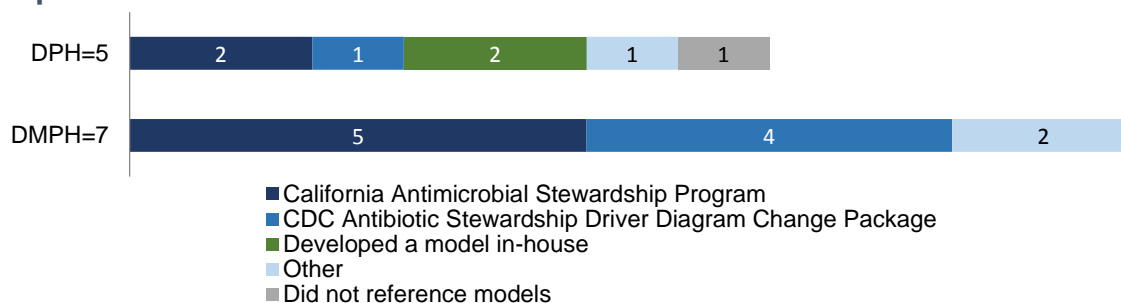 DPH=5 2 1 2 1 1
DMPH=7 5 4 2
California Antimicrobial Stewardship Program
CDC Antibiotic Stewardship Driver Diagram Change Package
Developed a model in-house
Other
Did not reference models